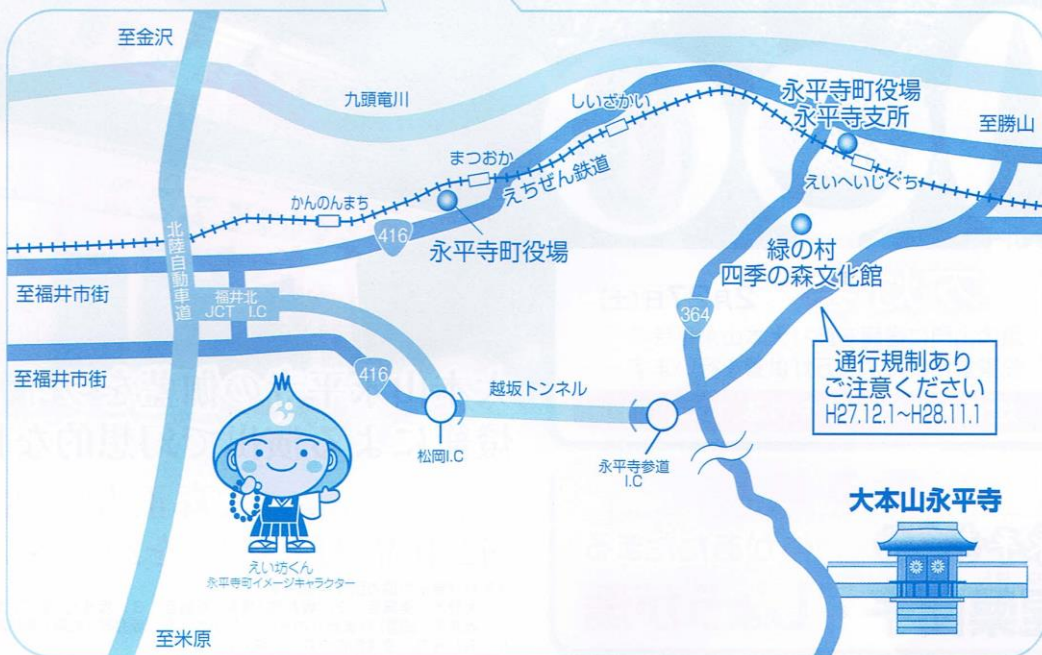 至金沢
九頭竜川
しいざかい
永平寺町役場
永平寺支所
至勝山
まつおか
えちぜん鉄道
えいへいじぐち
かんのんまち
416
永平寺町役場
緑の村
四季の森文化館
北陸自動車道
至福井市街
福井北
JCT I.C
364
至福井市街
416
越坂トンネル
通行規制あり
ご注意ください
H27.12.1~H28.11.1
松岡I.C
永平寺参道
I.C
大本山永平寺
えい坊くん
永平寺町イメージキャラクター
至米原